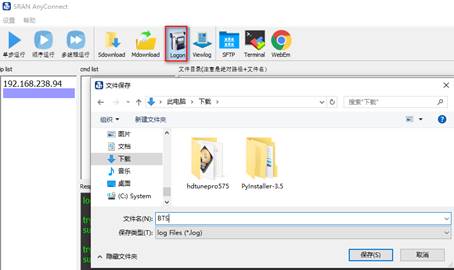 SRAN AnyConnect
设置 帮助
单步运行 顺序运行 多线程运行 Sdownload Mdownload Logon Viewlog SFTP Terminal WebEm
ip list cmd list 文件目录(注意是绝对路径+文件名)
192.168.238.94
文件保存
此电脑 › 下载 搜索"下载"
组织 新建文件夹
图片
文档
下载
音乐
桌面
(C:) System
hdtunepro575 PyInstaller-3.5
Resp
文件名(N): BTS
保存类型(T): log Files (*.log)
隐藏文件夹 保存(S) 取消